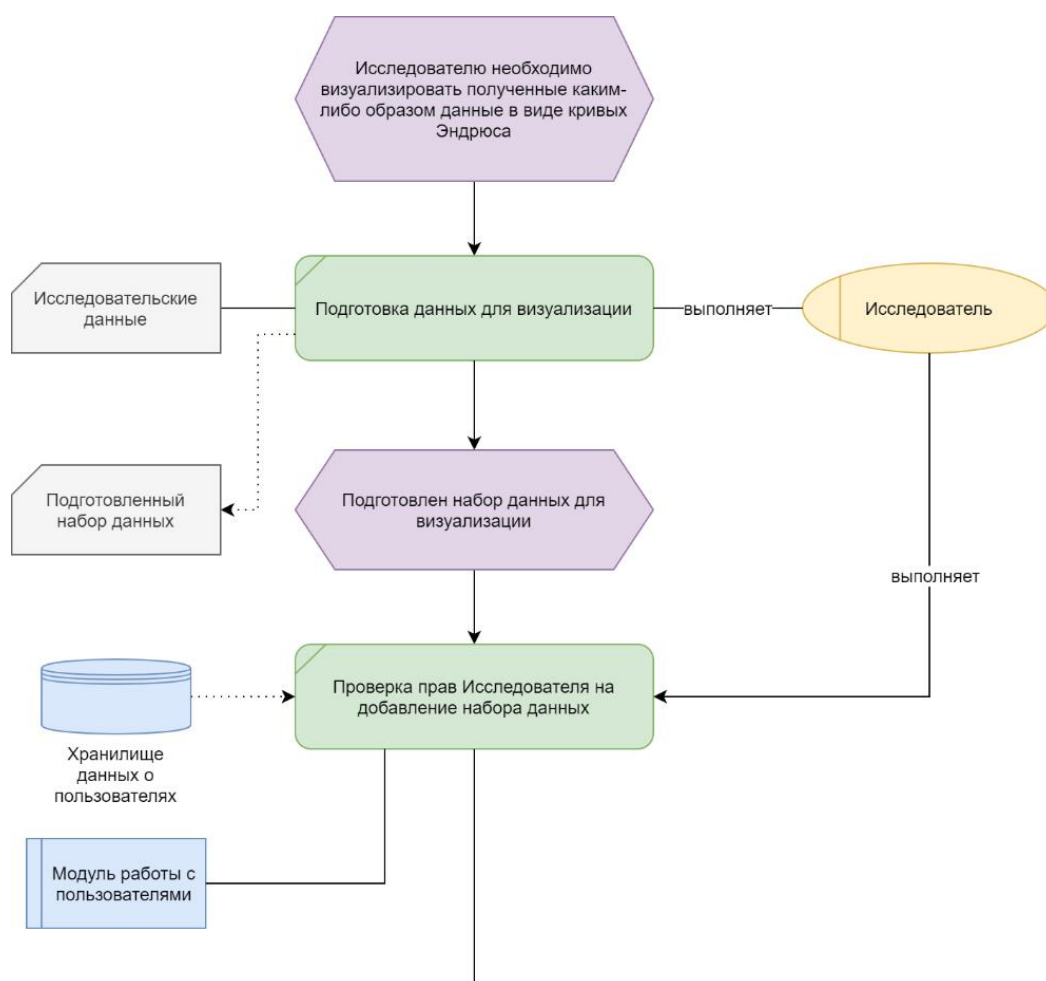 Исследователю необходимо
визуализировать полученные каким-
либо образом данные в виде кривых
Эндрюса
Исследовательские
данные
Подготовка данных для визуализации
выполняет
Исследователь
Подготовленный
набор данных
Подготовлен набор данных для
визуализации
выполняет
Проверка прав Исследователя на
добавление набора данных
Хранилище
данных о
пользователях
Модуль работы с
пользователями